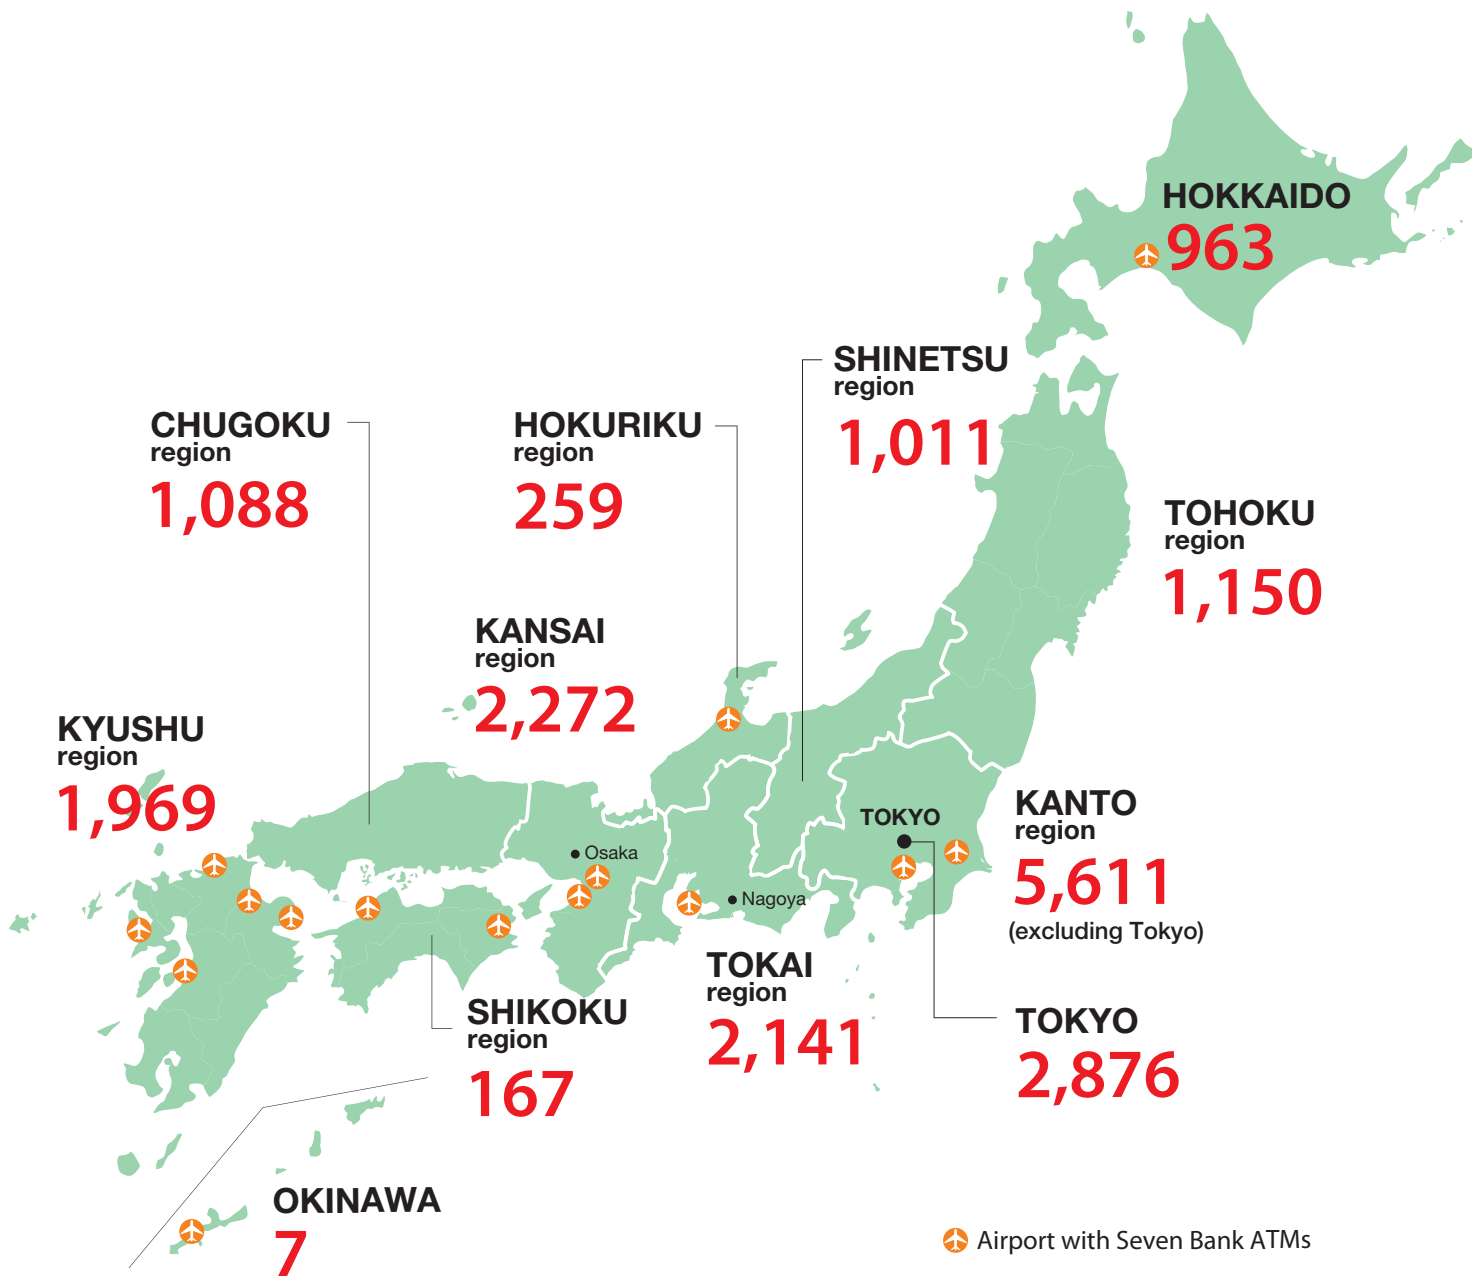 HOKKAIDO
963
SHINETSU
region
1,011
CHUGOKU
region
1,088
HOKURIKU
region
259
TOHOKU
region
1,150
KANSAI
region
2,272
KYUSHU
region
1,969
KANTO
region
5,611
(excluding Tokyo)
TOKYO
Osaka
Nagoya
TOKAI
region
2,141
SHIKOKU
region
167
TOKYO
2,876
OKINAWA
7
Airport with Seven Bank ATMs